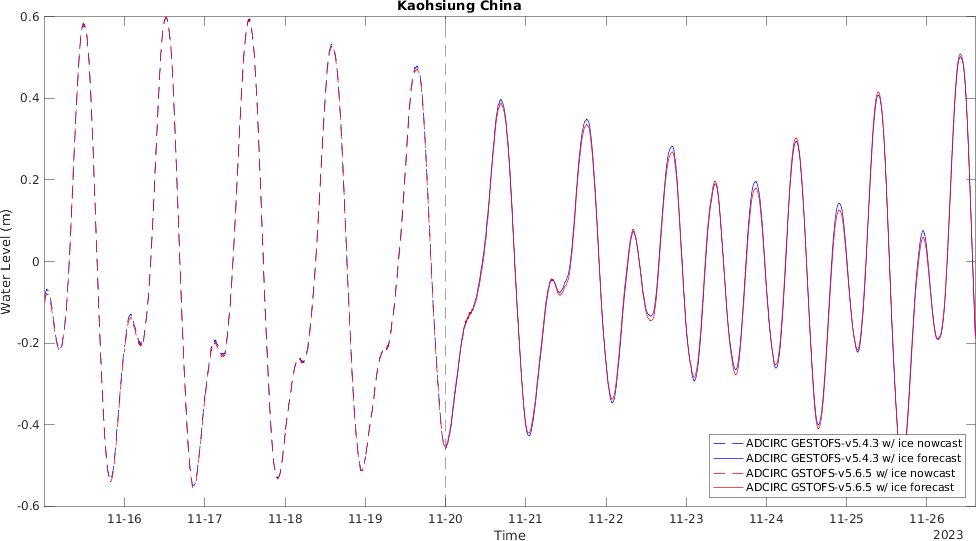 Kaohsiung China
Water Level (m)
0.6
0.4
0.2
0
-0.2
-0.4
-0.6
ADCIRC GESTOFS-v5.4.3 w/ ice nowcast
ADCIRC GESTOFS-v5.4.3 w/ ice forecast
ADCIRC GSTOFS-v5.6.5 w/ ice nowcast
ADCIRC GSTOFS-v5.6.5 w/ ice forecast
11-16 11-17 11-18 11-19 11-20 11-21 11-22 11-23 11-24 11-25 11-26
Time 2023